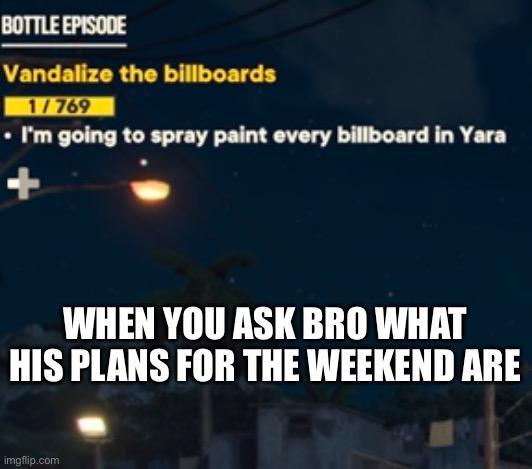 BOTTLE EPISODE
Vandalize the billboards
1 / 769
• I'm going to spray paint every billboard in Yara
WHEN YOU ASK BRO WHAT
HIS PLANS FOR THE WEEKEND ARE
imgflip.com